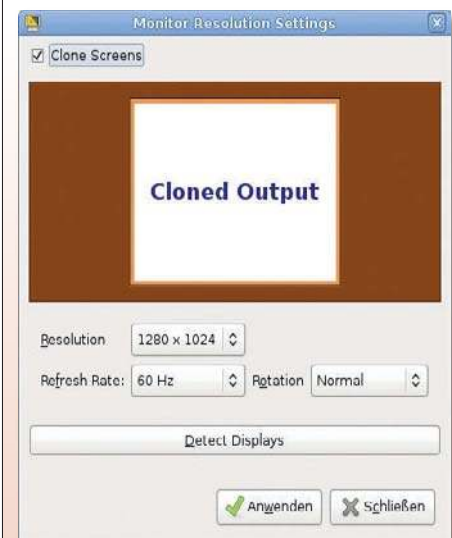 Monitor Resolution Settings
Clone Screens
Cloned Output
Resolution 1280 x 1024
Refresh Rate: 60 Hz Rotation Normal
Detect Displays
Anwenden Schließen